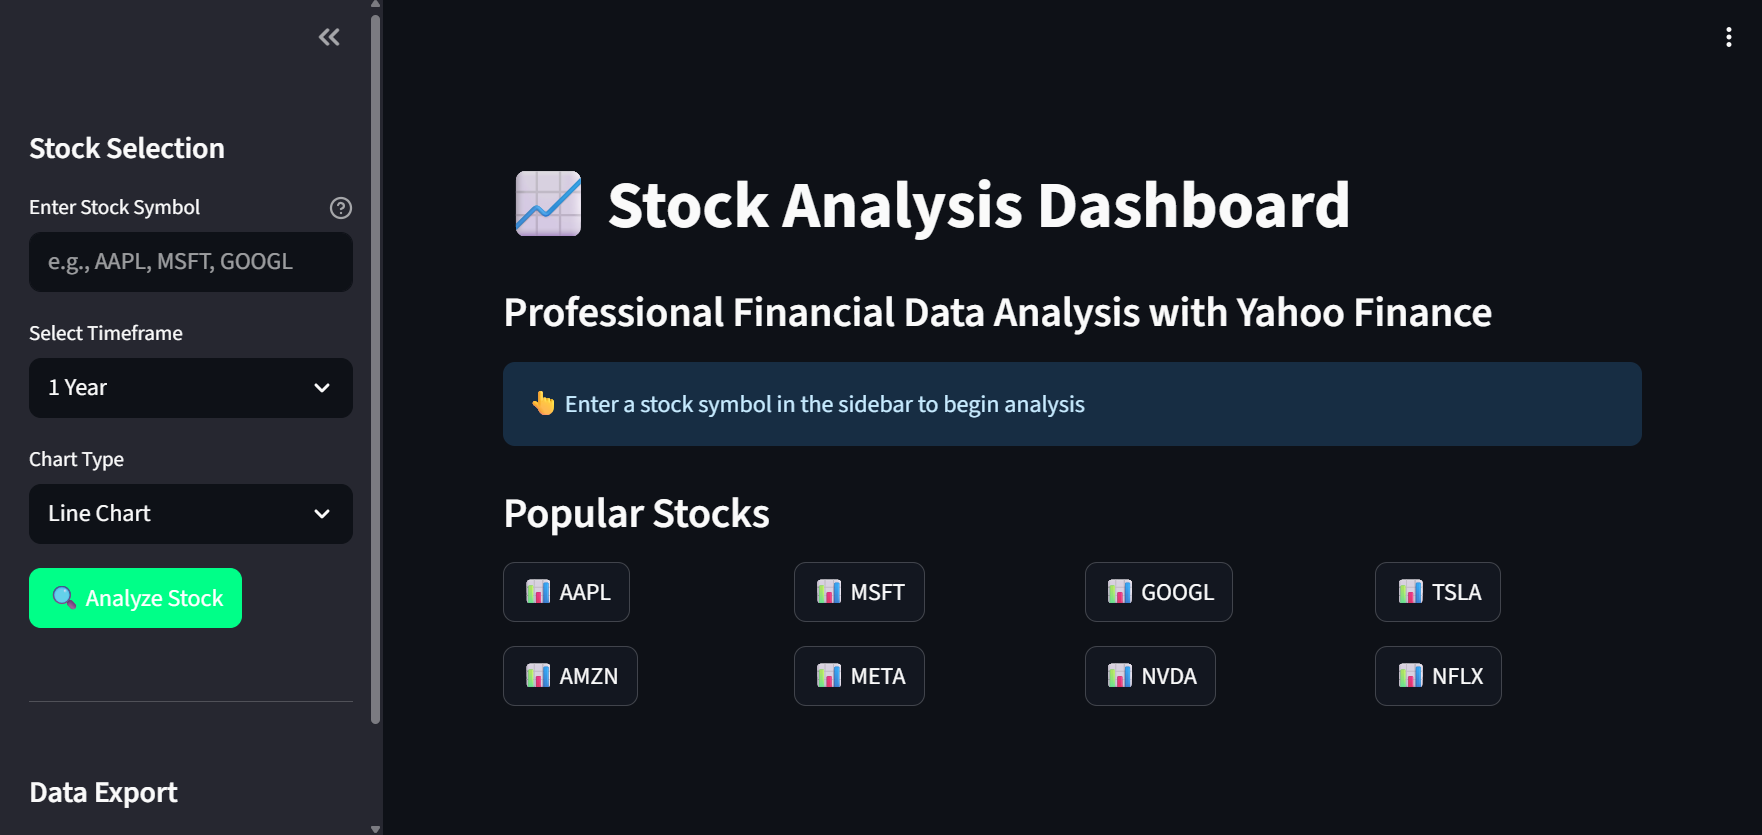 Stock Selection
Enter Stock Symbol
e.g., AAPL, MSFT, GOOGL
Select Timeframe
1 Year
Chart Type
Line Chart
🔍 Analyze Stock
Data Export
📈 Stock Analysis Dashboard
Professional Financial Data Analysis with Yahoo Finance
👆 Enter a stock symbol in the sidebar to begin analysis
Popular Stocks
📊 AAPL
📊 MSFT
📊 GOOGL
📊 TSLA
📊 AMZN
📊 META
📊 NVDA
📊 NFLX